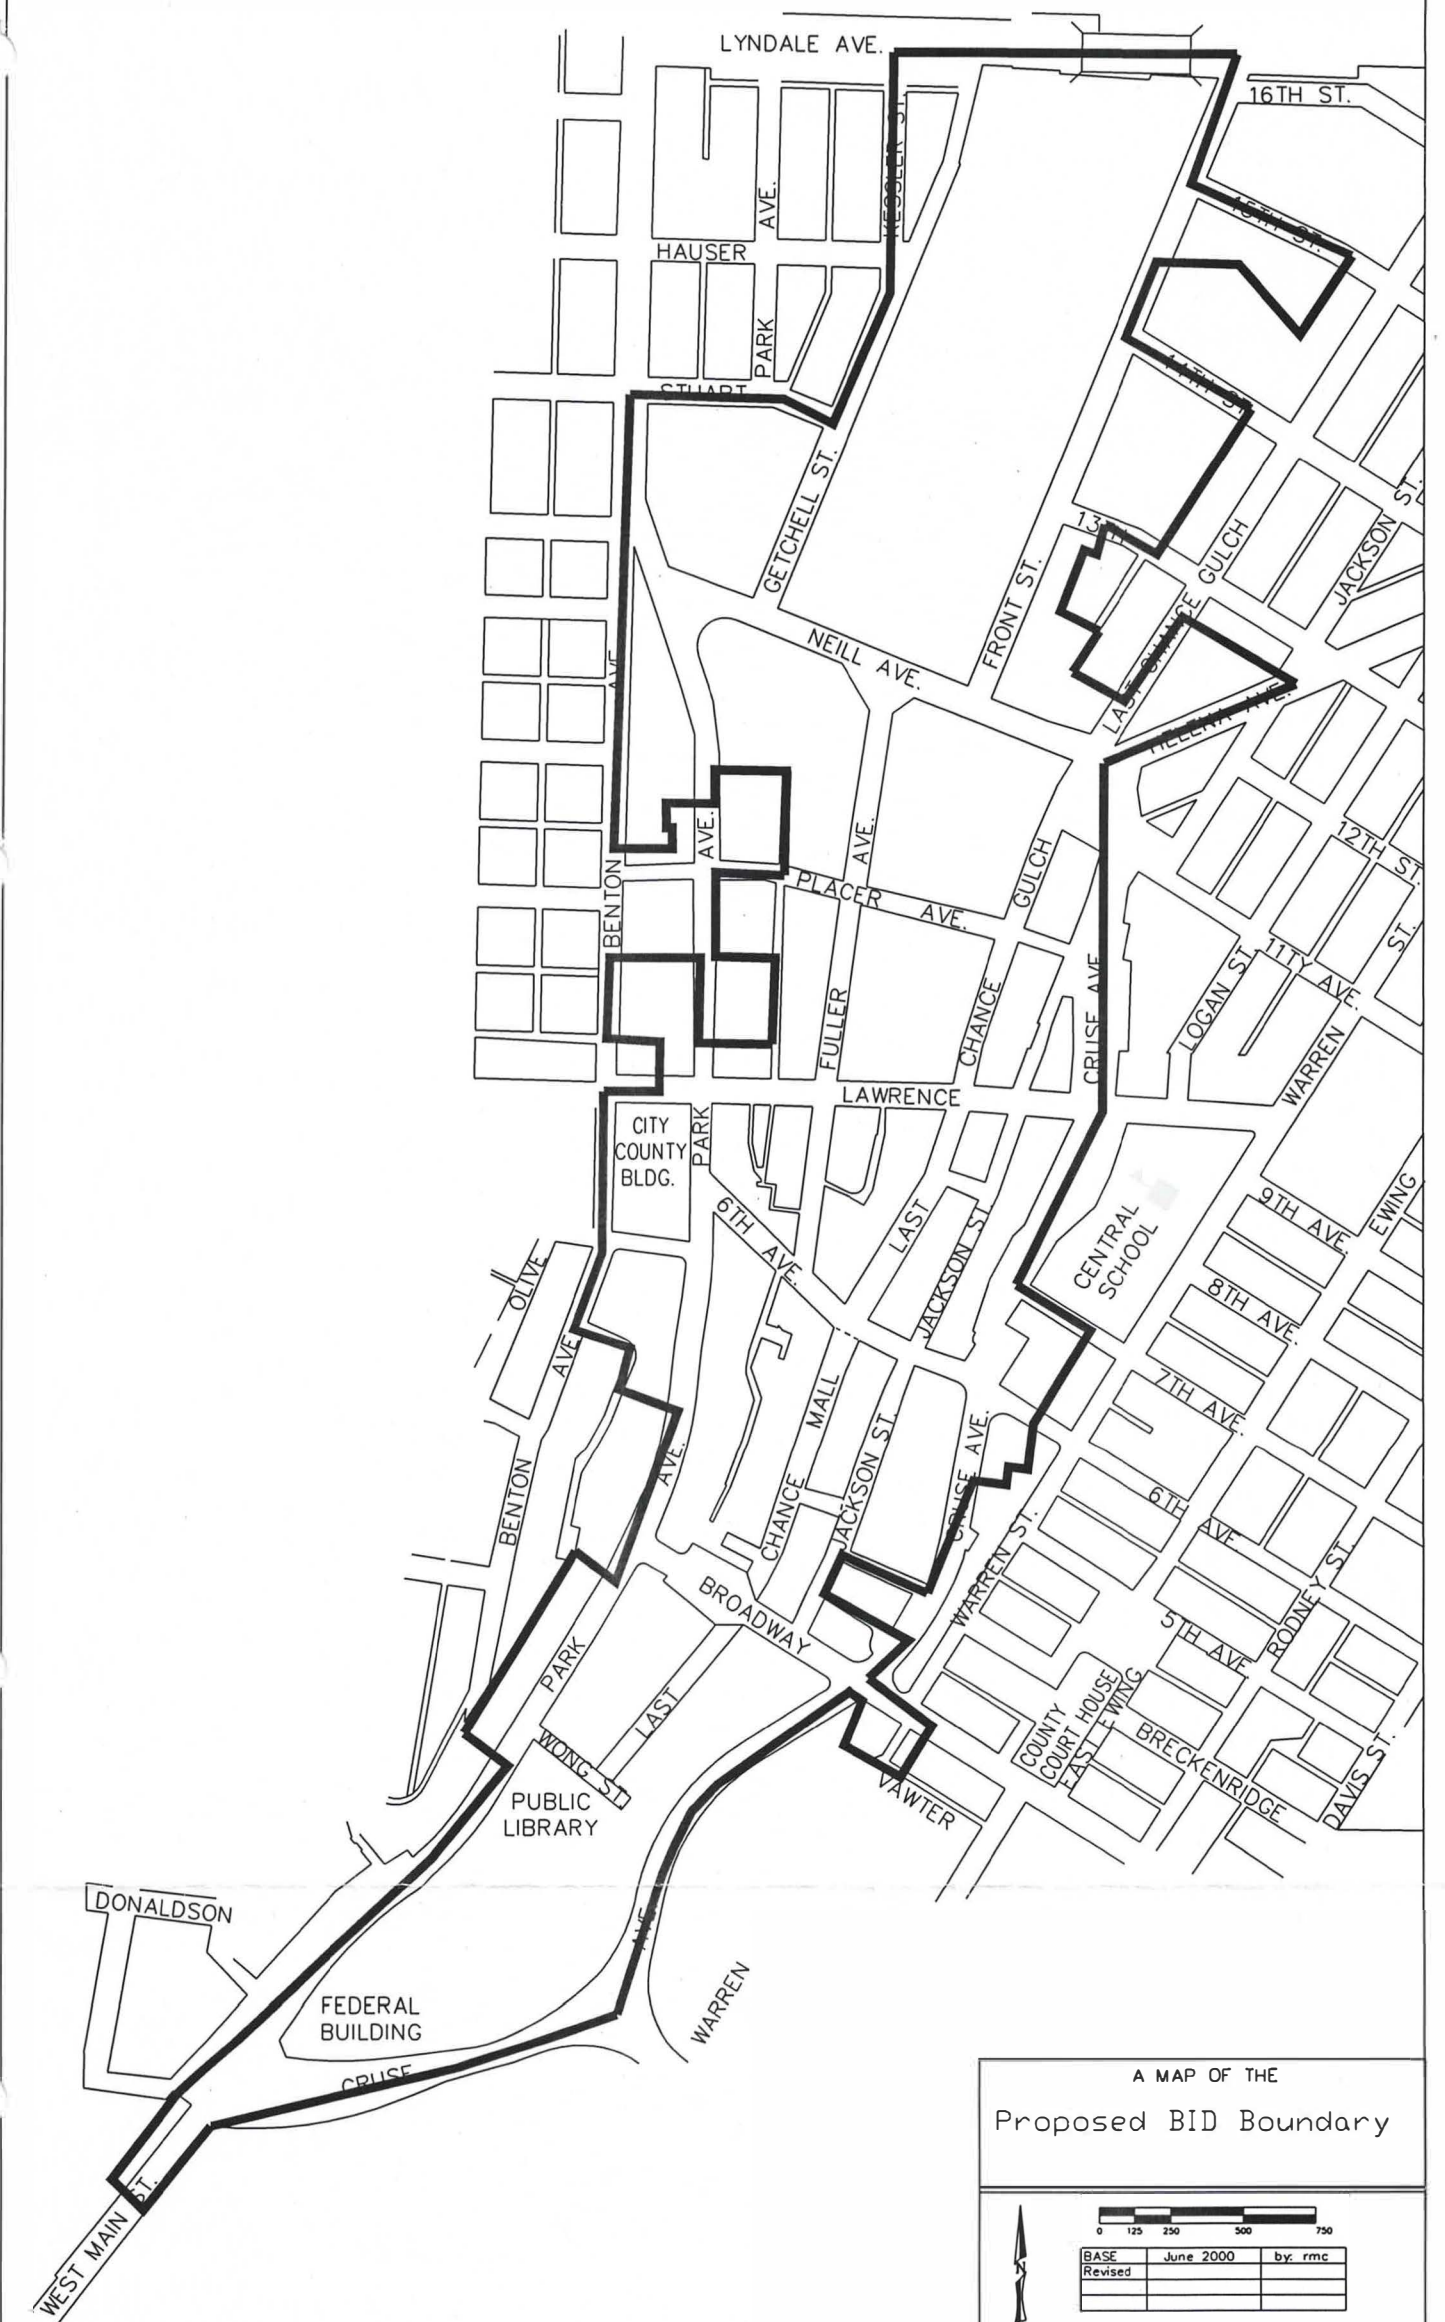 LYNDALE AVE.
16TH ST.
KESSLER ST.
AVE.
15TH ST.
HAUSER
PARK
STUART
14TH ST.
GETCHELL ST.
13TH
GULCH
JACKSON ST.
FRONT ST.
LAST CHANCE
NEILL AVE.
AVE.
HELENA AVE.
AVE.
AVE.
GULCH
12TH ST.
BENTON
PLACER AVE.
ST.
11TY AVE.
LOGAN ST.
CRUSE AVE.
CHANCE
FULLER
WARREN
LAWRENCE
CITY
COUNTY
BLDG.
PARK
6TH AVE.
LAST
JACKSON ST.
CENTRAL
SCHOOL
9TH AVE.
EWING
8TH AVE.
OLIVE
AVE.
7TH AVE.
MALL
JACKSON ST.
CRUSE AVE.
AVE.
BENTON
CHANCE
6TH AVE.
WARREN ST.
RODNEY ST.
5TH AVE.
BROADWAY
PARK
LAST
COUNTY
COURT HOUSE
EAST EWING
BRECKENRIDGE
DAVIS ST.
WONG ST.
VAWTER
PUBLIC
LIBRARY
DONALDSON
AVE.
WARREN
FEDERAL
BUILDING
CRUSE
WEST MAIN ST.
A MAP OF THE
Proposed BID Boundary
0 125 250 500 750
N
BASE June 2000 by: rmc
Revised